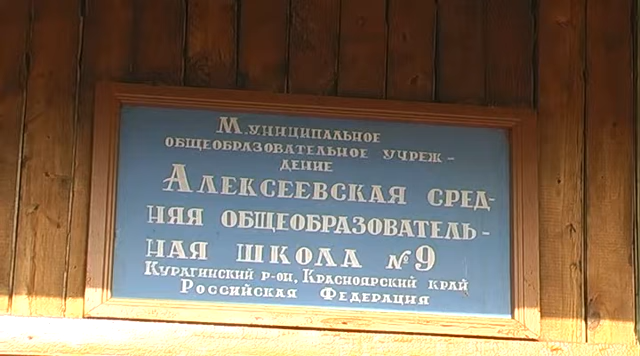 Муниципальное
общеобразовательное учреж-
дение
Алексеевская сред-
няя общеобразователь-
ная школа №9
Курагинский р-он, Красноярский край
Российская Федерация